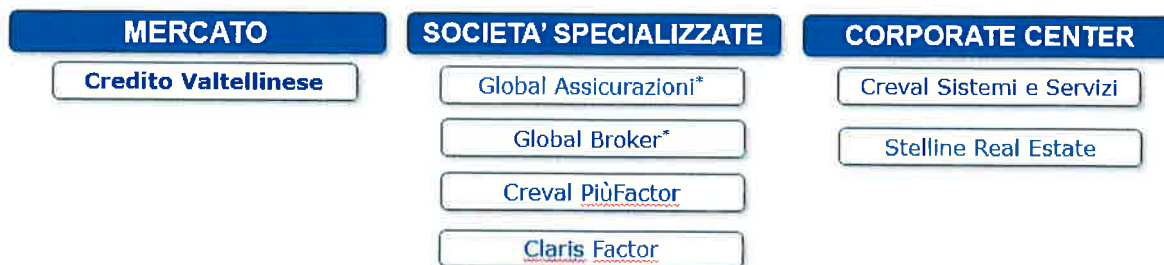 MERCATO
Credito Valtellinese
SOCIETA' SPECIALIZZATE
Global Assicurazioni*
Global Broker*
Creval PiùFactor
Claris Factor
CORPORATE CENTER
Creval Sistemi e Servizi
Stelline Real Estate